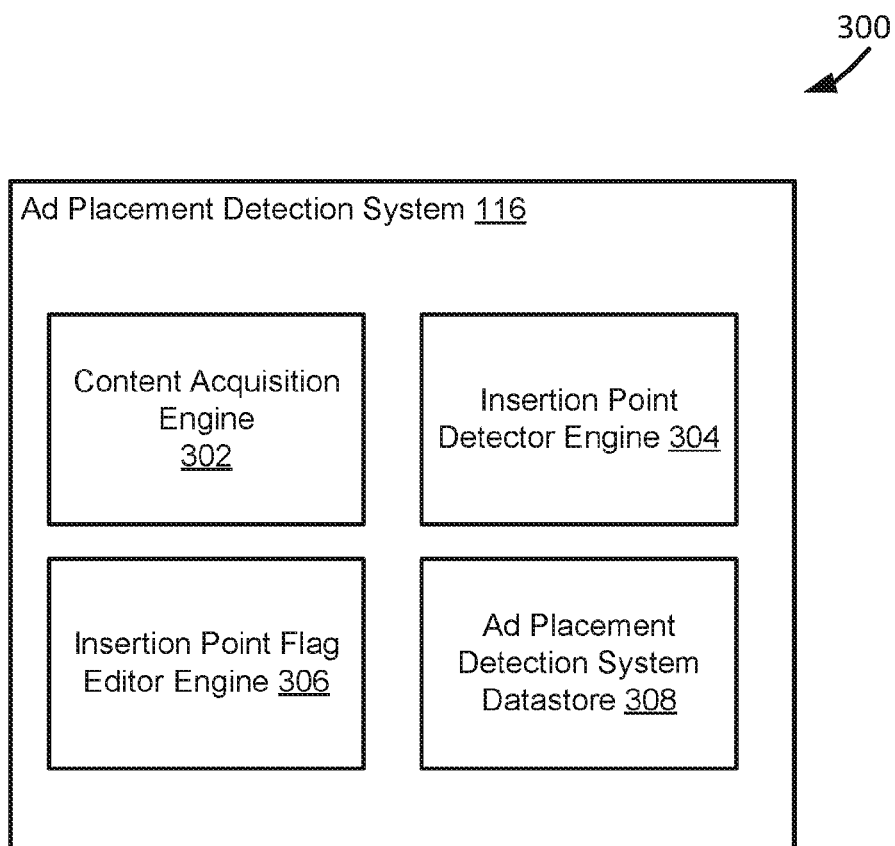 300
Ad Placement Detection System 116
Content Acquisition
Engine
302
Insertion Point
Detector Engine 304
Insertion Point Flag
Editor Engine 306
Ad Placement
Detection System
Datastore 308